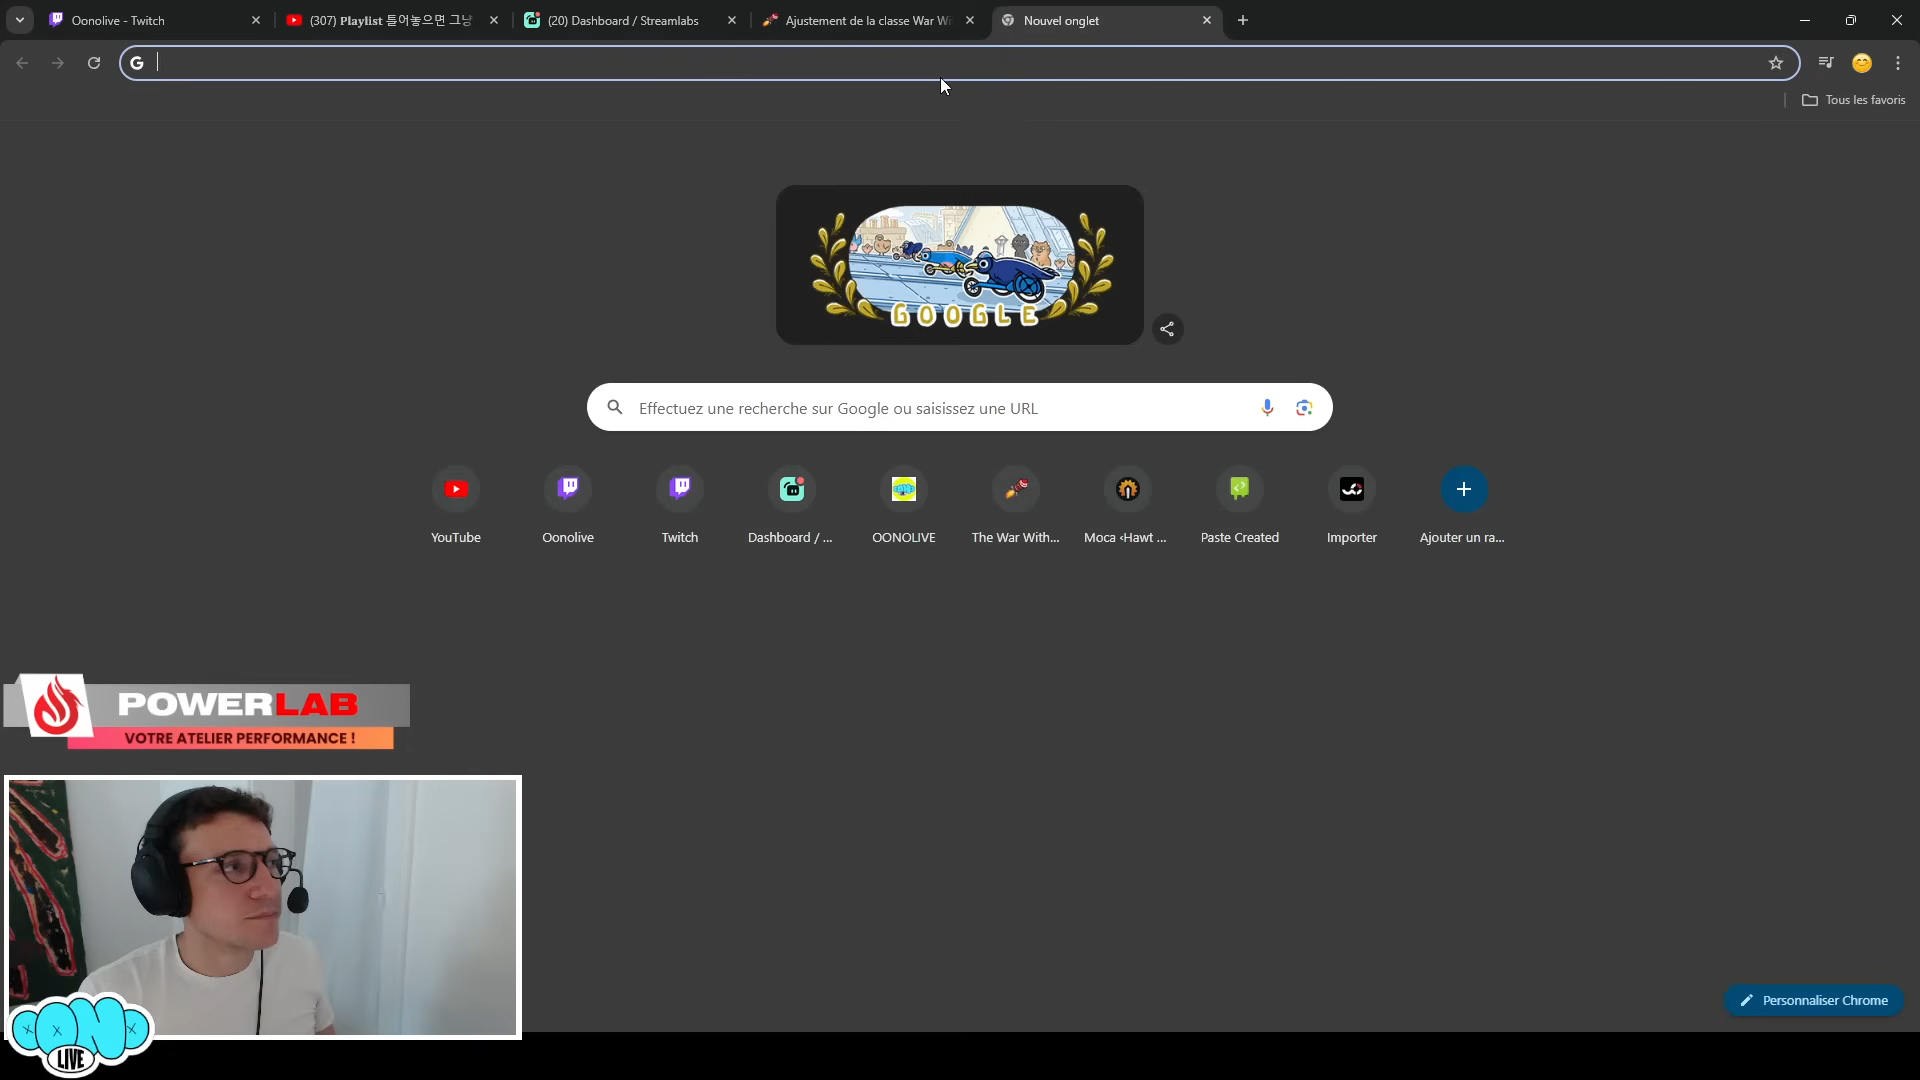 Oonolive - Twitch
(307) Playlist 틀어놓으면 그냥
(20) Dashboard / Streamlabs
Ajustement de la classe War Wi
Nouvel onglet
Tous les favoris
GOOGLE
Effectuez une recherche sur Google ou saisissez une URL
YouTube
Oonolive
Twitch
Dashboard / ...
OONOLIVE
The War With...
Moca ‹Hawt ...
Paste Created
Importer
Ajouter un ra...
POWERLAB
VOTRE ATELIER PERFORMANCE !
Personnaliser Chrome
ONO
LIVE